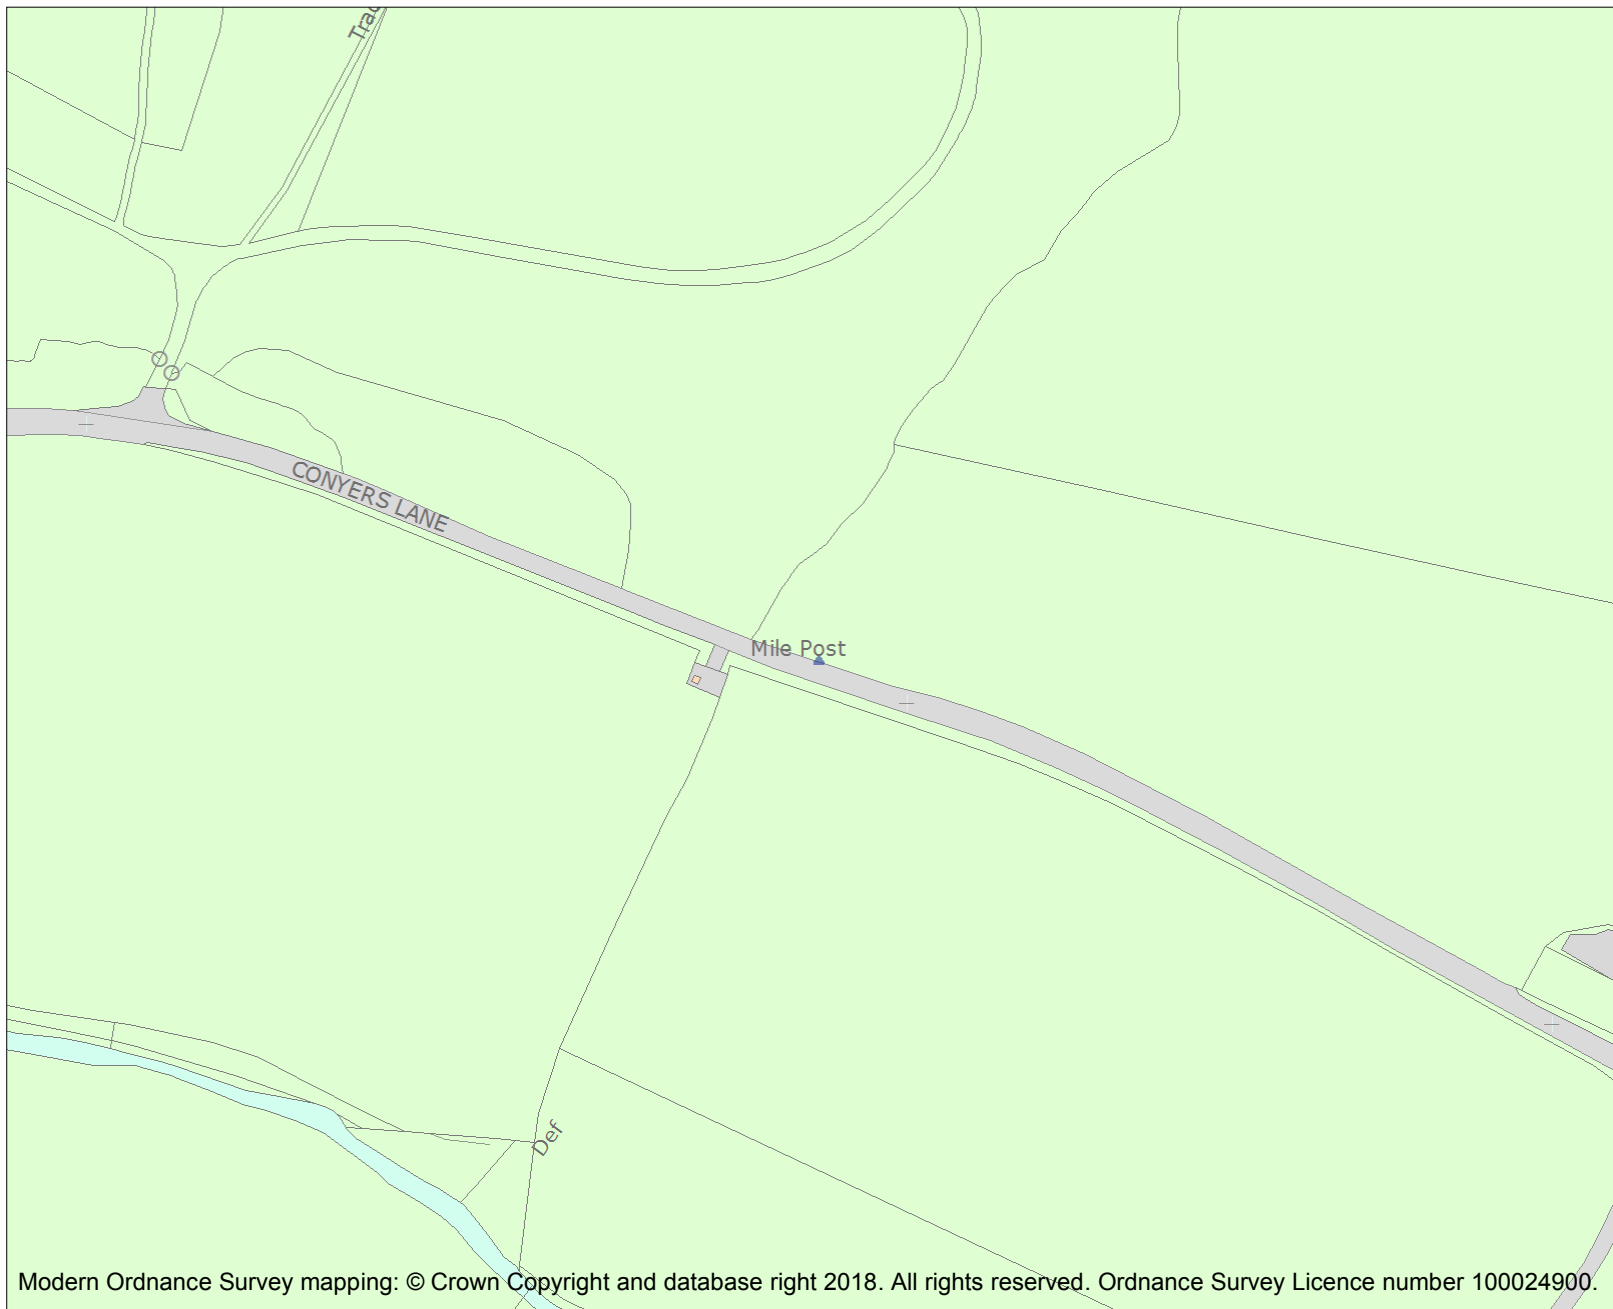 CONYERS LANE
Mile Post
Def
Modern Ordnance Survey mapping: © Crown Copyright and database right 2018. All rights reserved. Ordnance Survey Licence number 100024900.